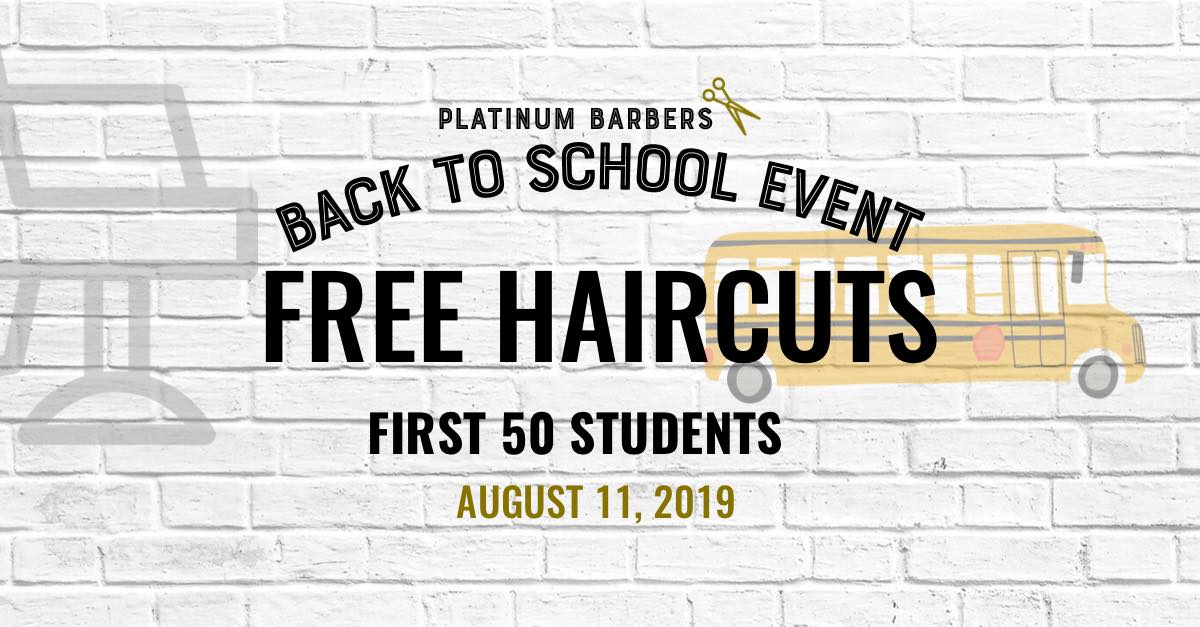 PLATINUM BARBERS
BACK TO SCHOOL EVENT
FREE HAIRCUTS
FIRST 50 STUDENTS
AUGUST 11, 2019